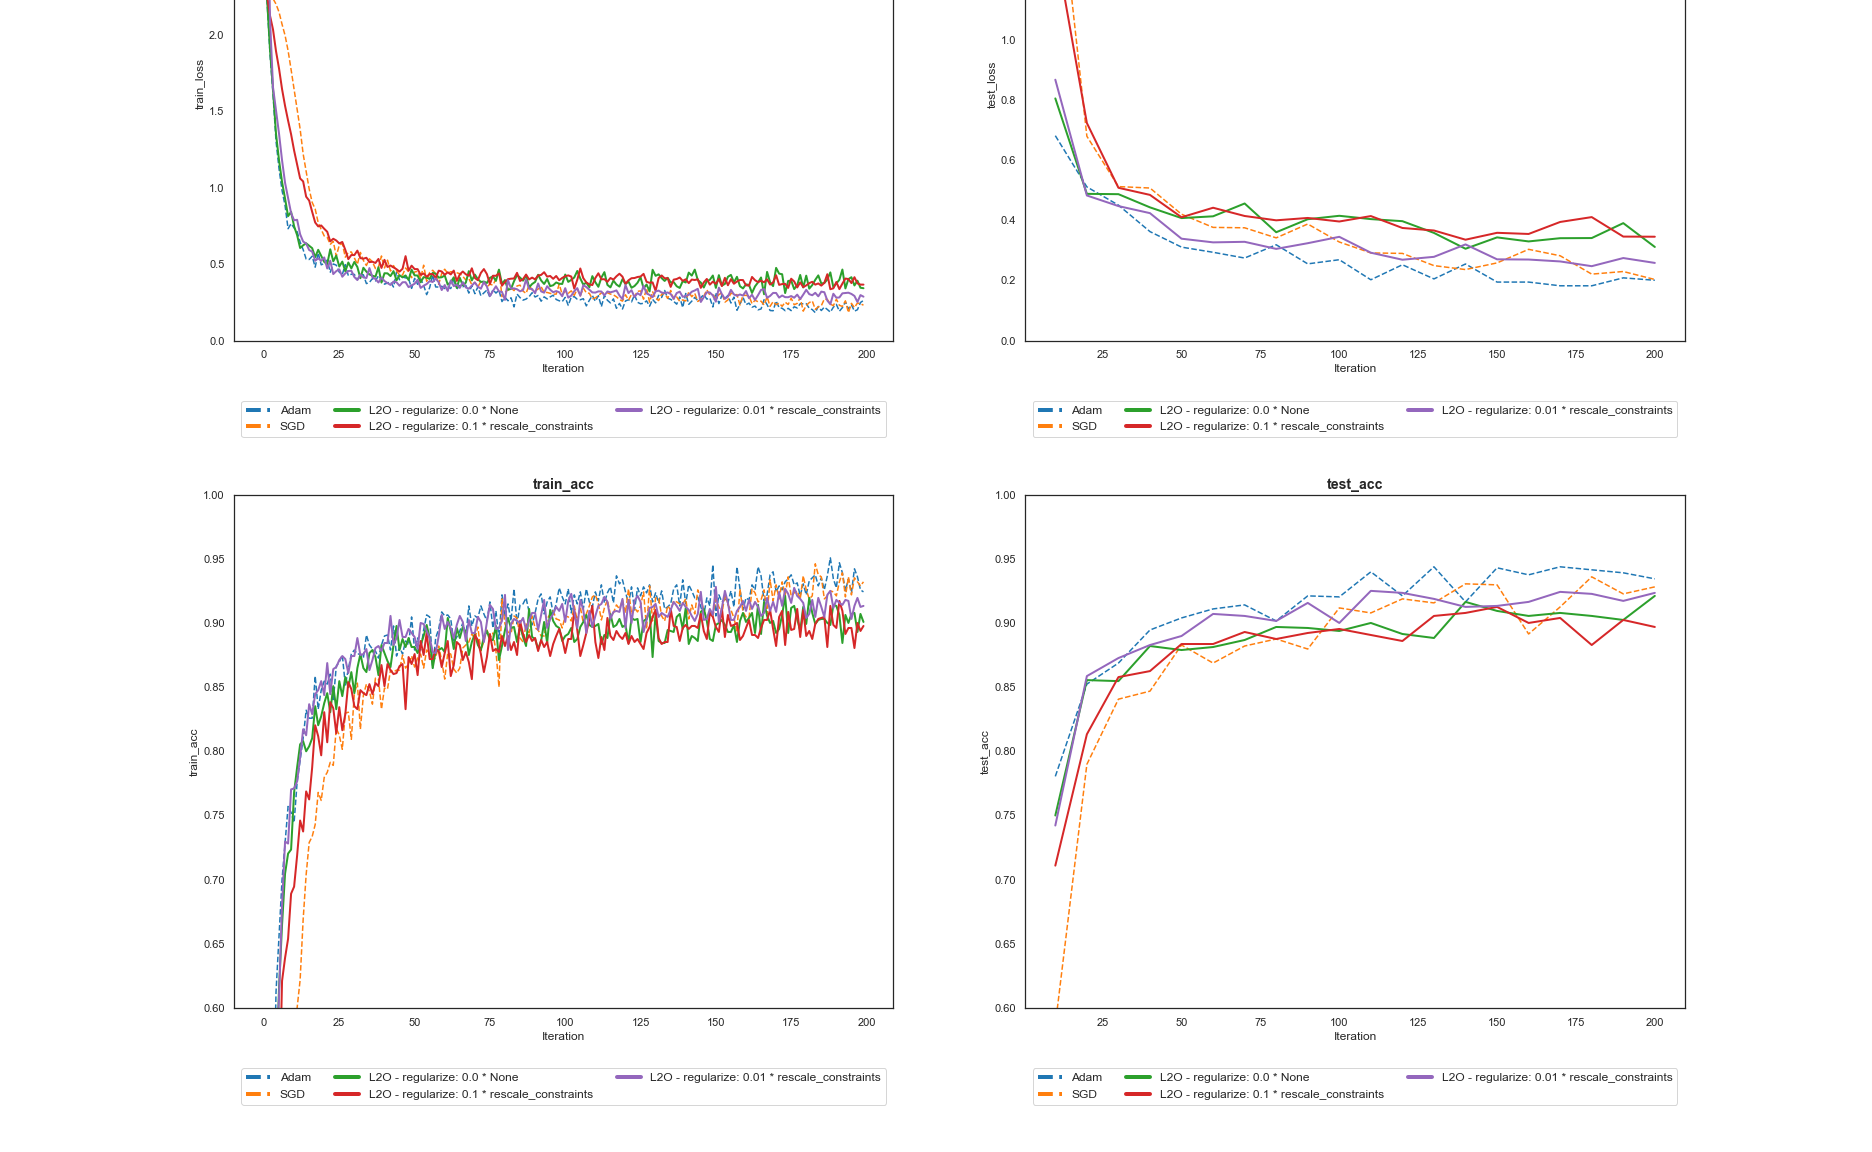 2.0
1.5
1.0
0.5
0.0
train_loss
0 25 50 75 100 125 150 175 200
Iteration
Adam L2O - regularize: 0.0 * None L2O - regularize: 0.01 * rescale_constraints
SGD L2O - regularize: 0.1 * rescale_constraints
1.0
0.8
0.6
0.4
0.2
0.0
test_loss
25 50 75 100 125 150 175 200
Iteration
Adam L2O - regularize: 0.0 * None L2O - regularize: 0.01 * rescale_constraints
SGD L2O - regularize: 0.1 * rescale_constraints
train_acc
1.00
0.95
0.90
0.85
0.80
0.75
0.70
0.65
0.60
train_acc
0 25 50 75 100 125 150 175 200
Iteration
Adam L2O - regularize: 0.0 * None L2O - regularize: 0.01 * rescale_constraints
SGD L2O - regularize: 0.1 * rescale_constraints
test_acc
1.00
0.95
0.90
0.85
0.80
0.75
0.70
0.65
0.60
test_acc
25 50 75 100 125 150 175 200
Iteration
Adam L2O - regularize: 0.0 * None L2O - regularize: 0.01 * rescale_constraints
SGD L2O - regularize: 0.1 * rescale_constraints